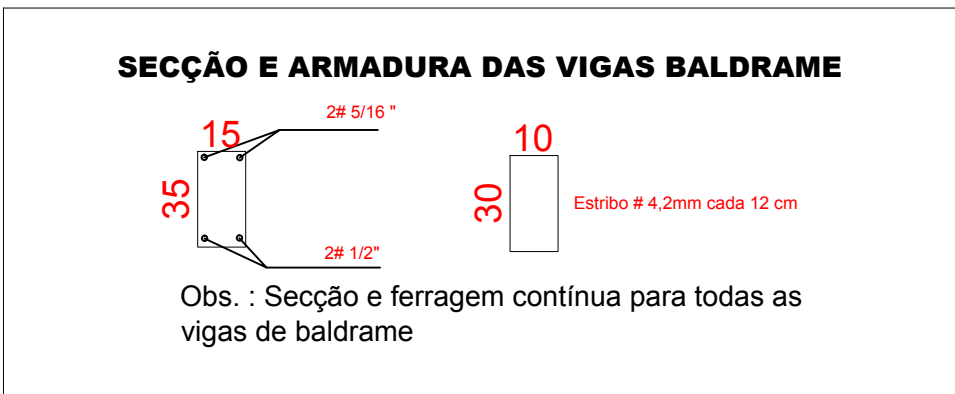 SECÇÃO E ARMADURA DAS VIGAS BALDRAME
2# 5/16 "
15
35
2# 1/2"
10
30
Estribo # 4,2mm cada 12 cm
Obs. : Secção e ferragem contínua para todas as
vigas de baldrame